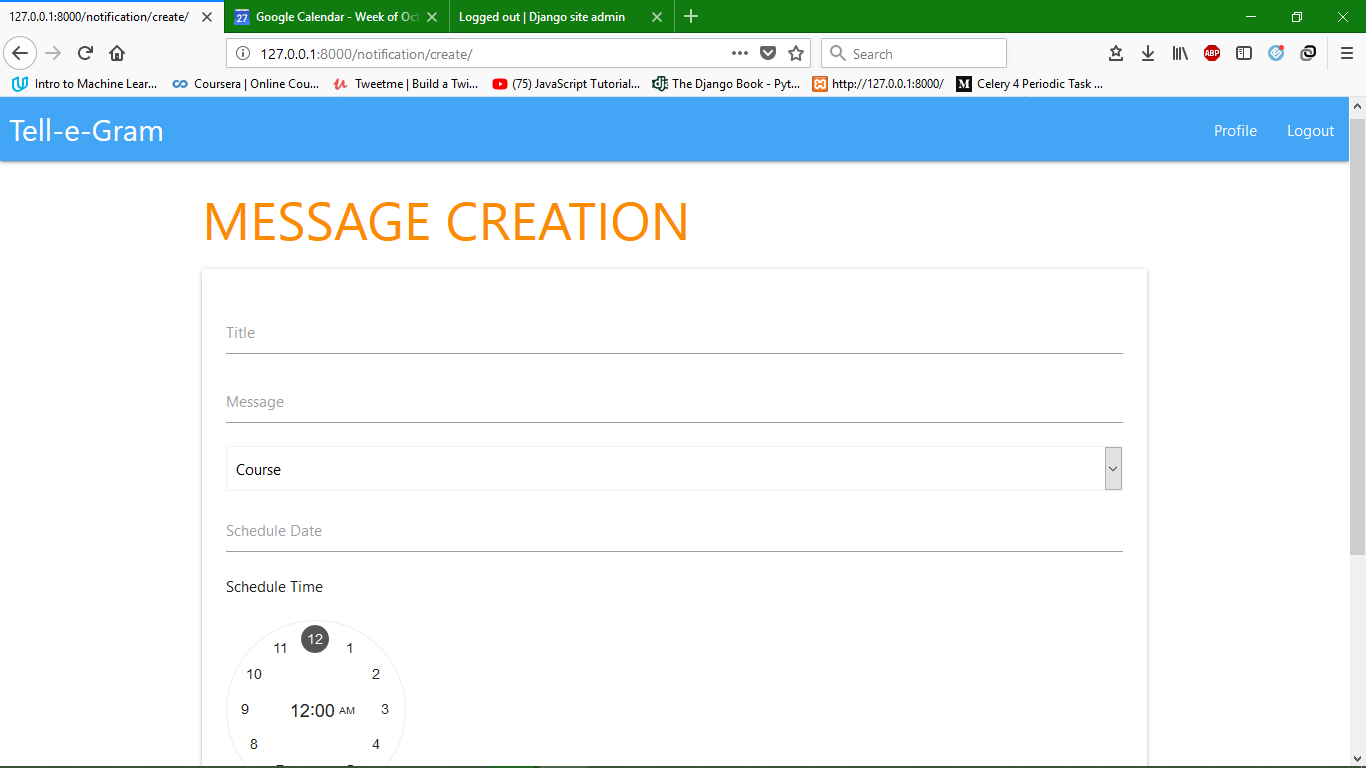 127.0.0.1:8000/notification/create/
27 Google Calendar - Week of Oct
Logged out | Django site admin
127.0.0.1:8000/notification/create/
Search
ABP
Intro to Machine Lear...
Coursera | Online Cou...
Tweetme | Build a Twi...
(75) JavaScript Tutorial...
The Django Book - Pyt...
http://127.0.0.1:8000/
M Celery 4 Periodic Task ...
Tell-e-Gram
Profile
Logout
MESSAGE CREATION
Title
Message
Course
Schedule Date
Schedule Time
12
11
1
10
2
9
12:00 AM
3
8
4